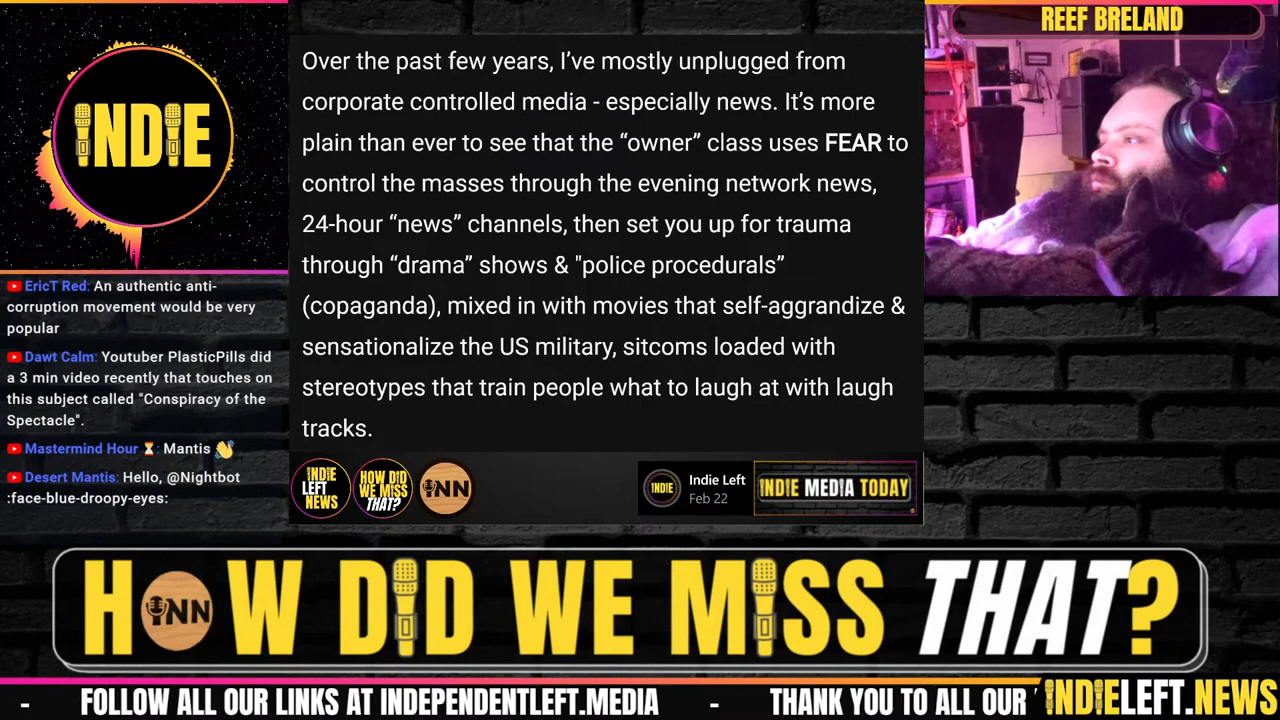 REEF BRELAND
INDIE
Over the past few years, I’ve mostly unplugged from
corporate controlled media - especially news. It’s more
plain than ever to see that the “owner” class uses FEAR to
control the masses through the evening network news,
24-hour “news” channels, then set you up for trauma
through “drama” shows & "police procedurals”
(copaganda), mixed in with movies that self-aggrandize &
sensationalize the US military, sitcoms loaded with
stereotypes that train people what to laugh at with laugh
tracks.
EricT Red: An authentic anti-
corruption movement would be very
popular
Dawt Calm: Youtuber PlasticPills did
a 3 min video recently that touches on
this subject called "Conspiracy of the
Spectacle".
Mastermind Hour ⏳: Mantis 👋
Desert Mantis: Hello, @Nightbot
:face-blue-droopy-eyes:
INDIE
LEFT
NEWS
HOW DID
WE MISS
THAT?
INN
INDIE
Indie Left
Feb 22
INDIE MEDIA TODAY
HOW DID WE MISS THAT?
INN
- FOLLOW ALL OUR LINKS AT INDEPENDENTLEFT.MEDIA - THANK YOU TO ALL OUR
INDIELEFT.NEWS